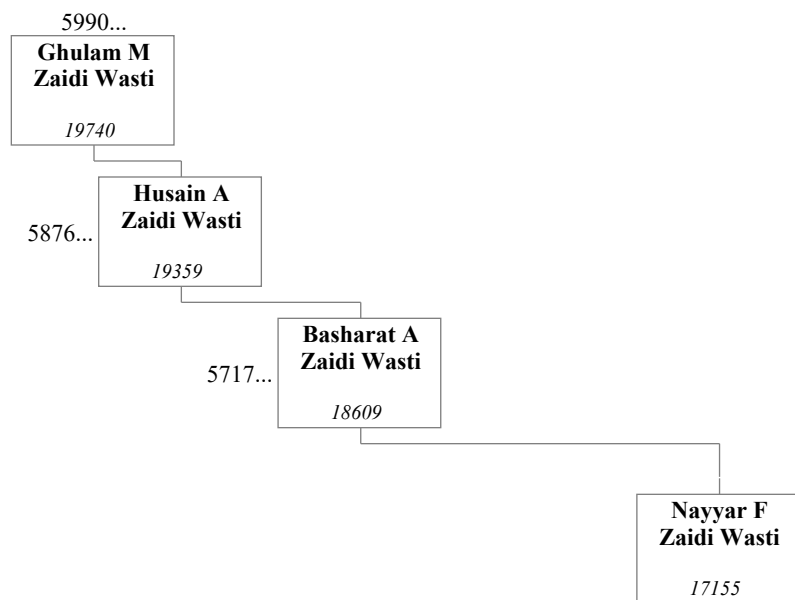 5990...
Ghulam M
Zaidi Wasti
19740
Husain A
Zaidi Wasti
5876...
19359
Basharat A
Zaidi Wasti
5717...
18609
Nayyar F
Zaidi Wasti
17155